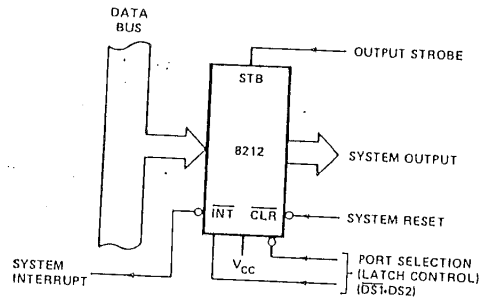 DATA
BUS
OUTPUT STROBE
STB
8212
SYSTEM OUTPUT
INT
CLR
SYSTEM RESET
SYSTEM
INTERRUPT
VCC
PORT SELECTION
(LATCH CONTROL)
(DS1•DS2)